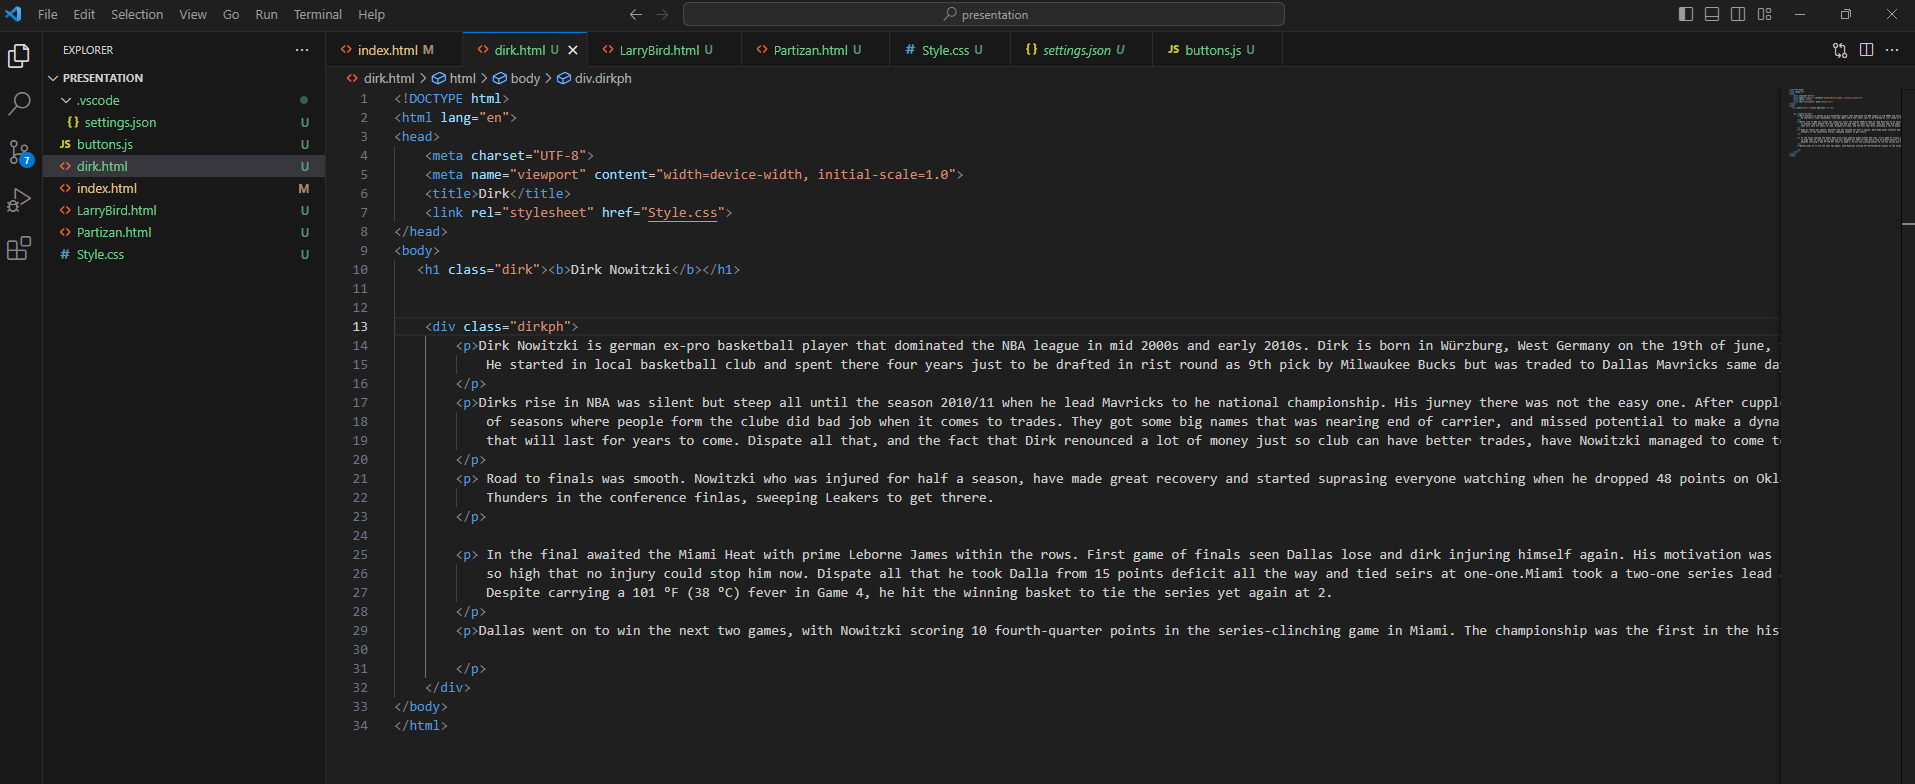 File Edit Selection View Go Run Terminal Help
presentation
EXPLORER
PRESENTATION
.vscode
{} settings.json U
JS buttons.js U
<> dirk.html U
<> index.html M
<> LarryBird.html U
<> Partizan.html U
# Style.css U
7
<> index.html M
<> dirk.html U
<> LarryBird.html U
<> Partizan.html U
# Style.css U
{} settings.json U
JS buttons.js U
<> dirk.html > html > body > div.dirkph
1 <!DOCTYPE html>
2 <html lang="en">
3 <head>
4 <meta charset="UTF-8">
5 <meta name="viewport" content="width=device-width, initial-scale=1.0">
6 <title>Dirk</title>
7 <link rel="stylesheet" href="Style.css">
8 </head>
9 <body>
10 <h1 class="dirk"><b>Dirk Nowitzki</b></h1>
11
12
13 <div class="dirkph">
14 <p>Dirk Nowitzki is german ex-pro basketball player that dominated the NBA league in mid 2000s and early 2010s. Dirk is born in Würzburg, West Germany on the 19th of june,
15 He started in local basketball club and spent there four years just to be drafted in rist round as 9th pick by Milwaukee Bucks but was traded to Dallas Mavricks same
16 </p>
17 <p>Dirks rise in NBA was silent but steep all until the season 2010/11 when he lead Mavricks to he national championship. His jurney there was not the easy one. After
18 of seasons where people form the clube did bad job when it comes to trades. They got some big names that was nearing end of carrier, and missed potential to make a
19 that will last for years to come. Dispate all that, and the fact that Dirk renounced a lot of money just so club can have better trades, have Nowitzki managed to come
20 </p>
21 <p> Road to finals was smooth. Nowitzki who was injured for half a season, have made great recovery and started suprasing everyone watching when he dropped 48 points on
22 Thunders in the conference finlas, sweeping Leakers to get threre.
23 </p>
24
25 <p> In the final awaited the Miami Heat with prime Leborne James within the rows. First game of finals seen Dallas lose and dirk injuring himself again. His motivation was
26 so high that no injury could stop him now. Dispate all that he took Dalla from 15 points deficit all the way and tied seirs at one-one.Miami took a two-one series lead
27 Despite carrying a 101 °F (38 °C) fever in Game 4, he hit the winning basket to tie the series yet again at 2.
28 </p>
29 <p>Dallas went on to win the next two games, with Nowitzki scoring 10 fourth-quarter points in the series-clinching game in Miami. The championship was the first in the
30
31 </p>
32 </div>
33 </body>
34 </html>